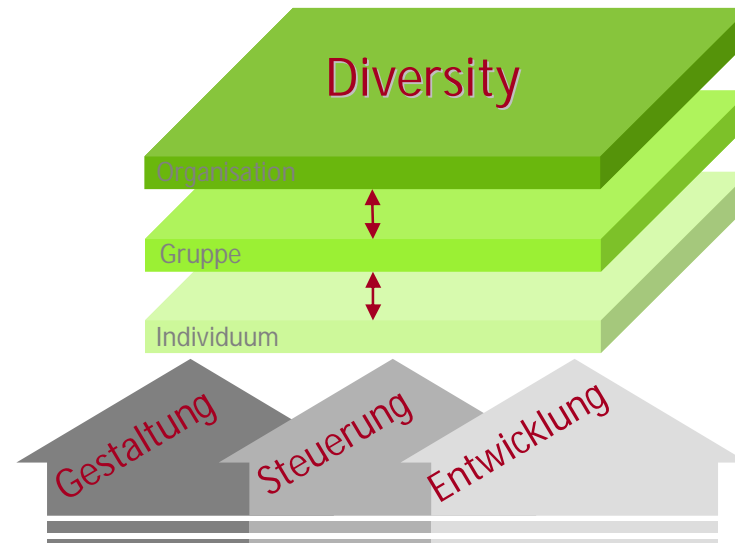 Diversity
Organisation
Gruppe
Individuum
Gestaltung
Steuerung
Entwicklung